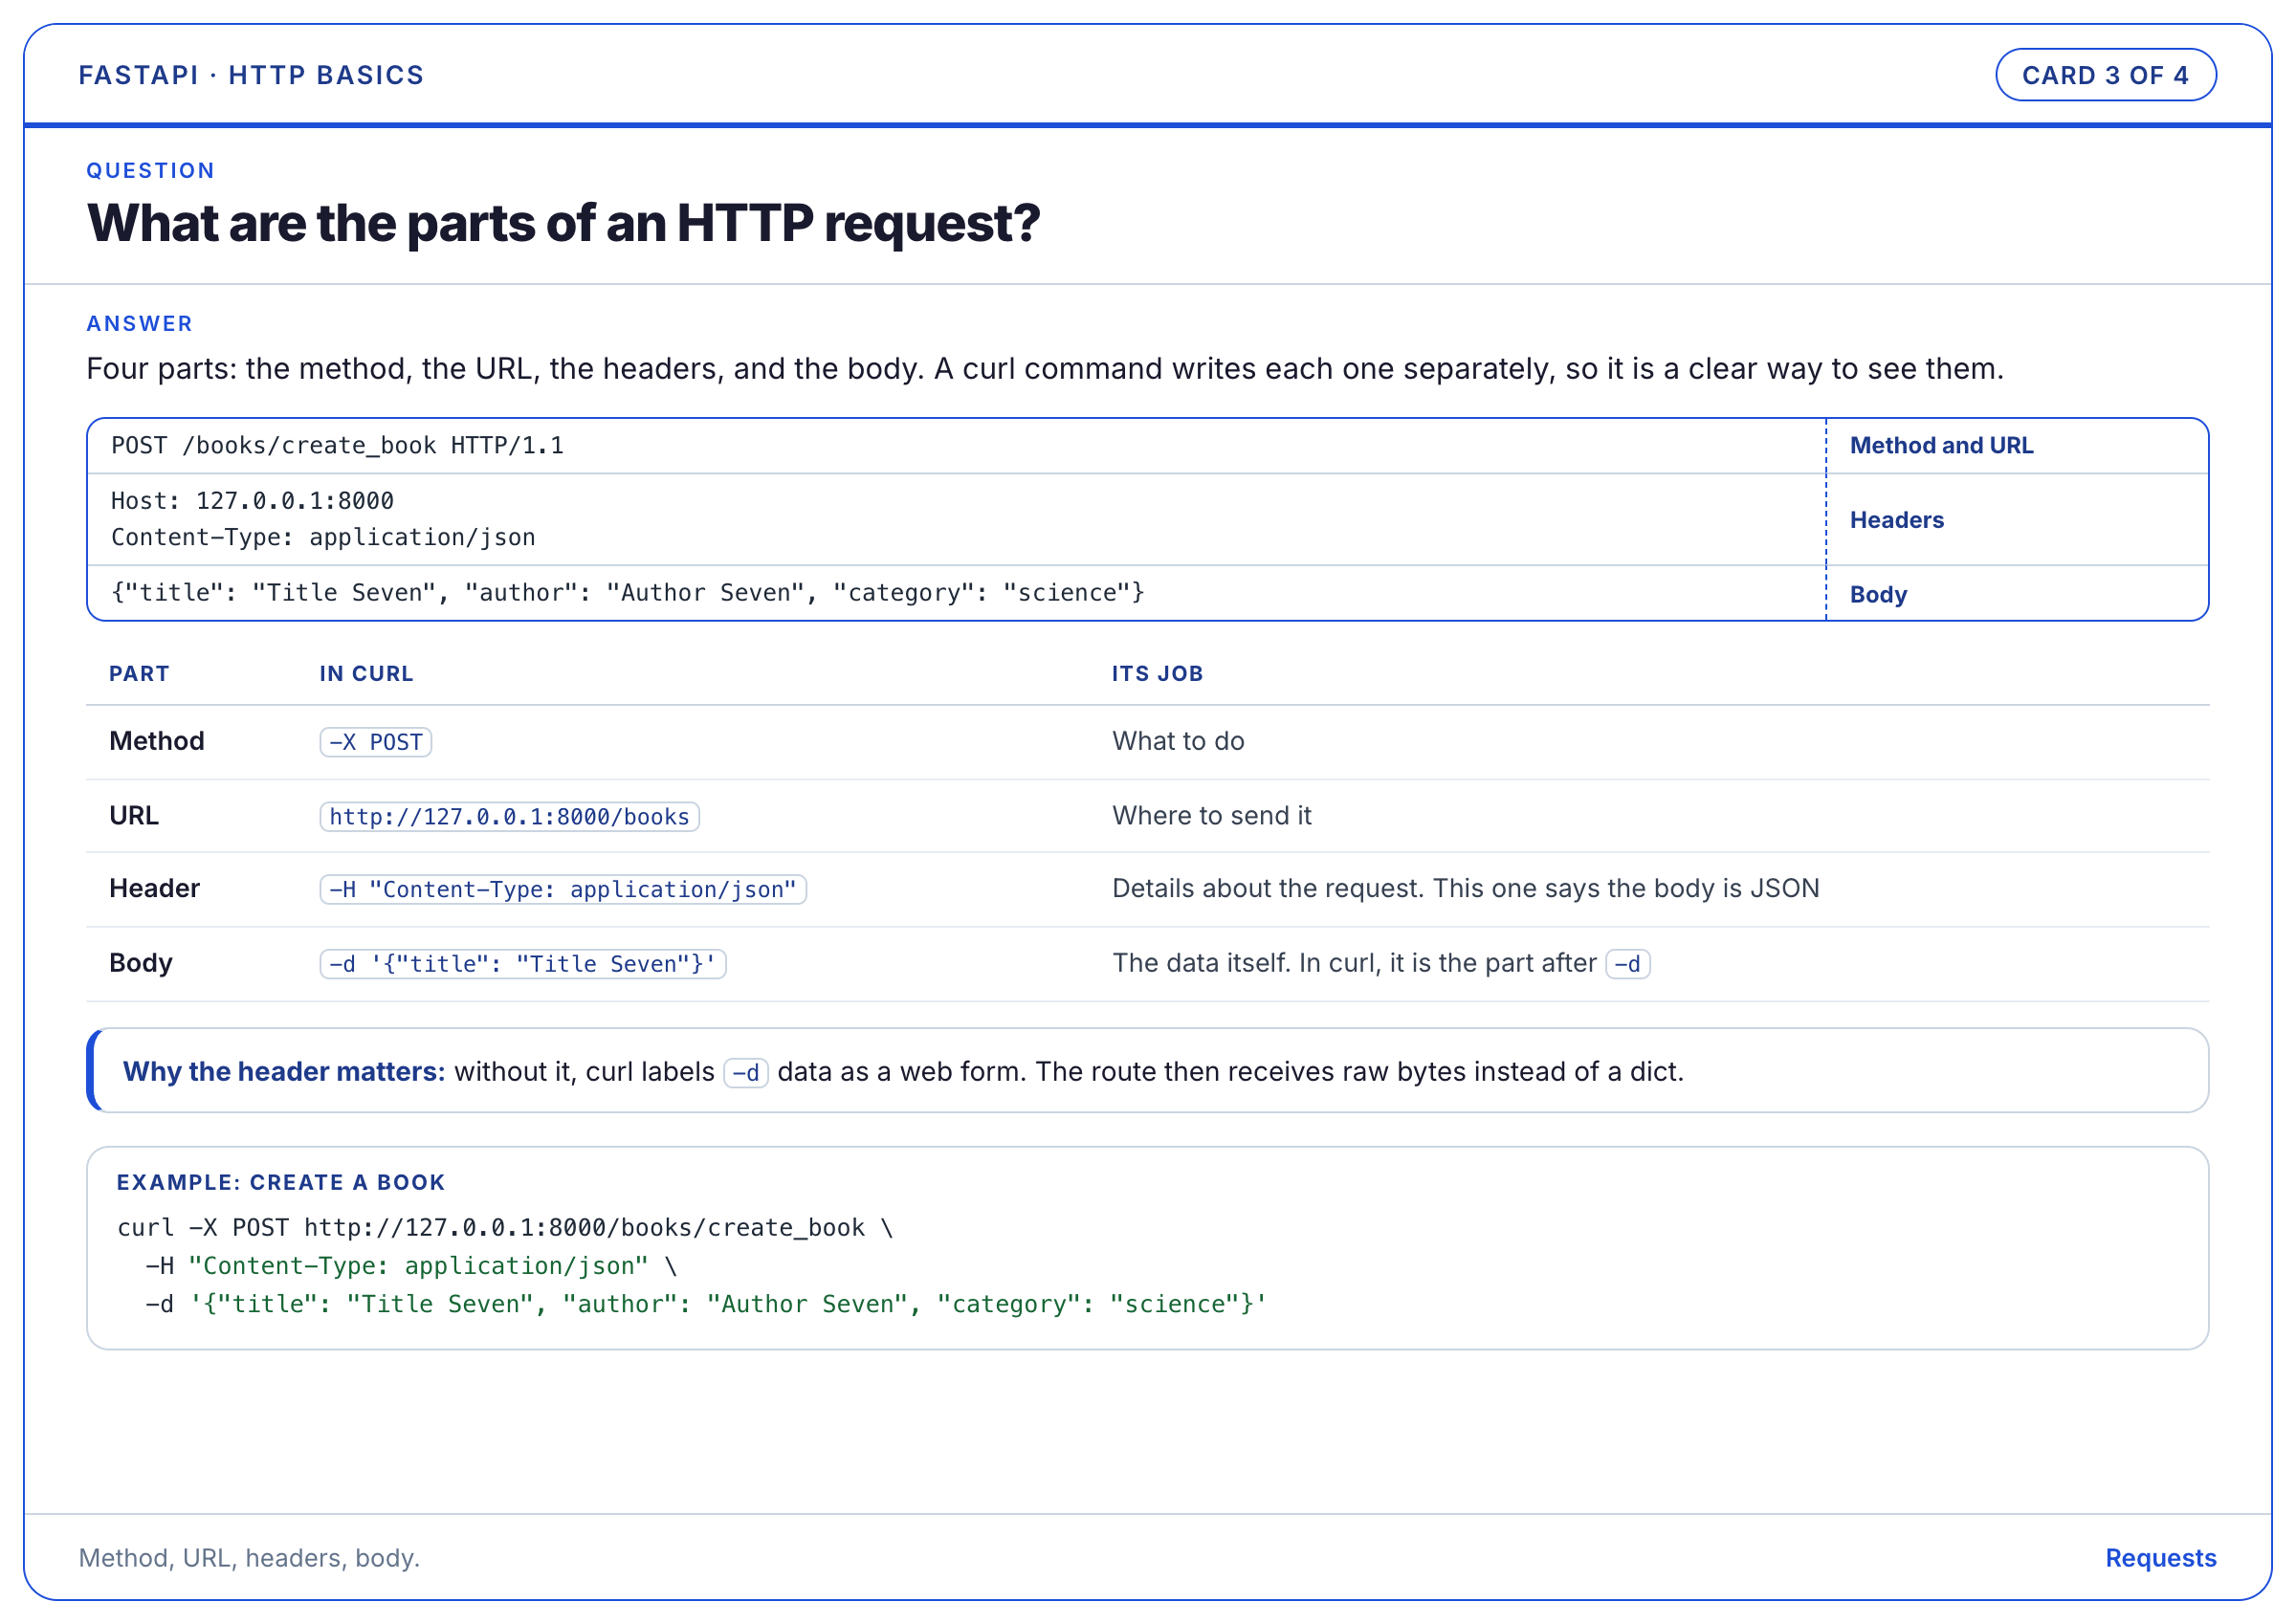 FASTAPI · HTTP BASICS
CARD 3 OF 4
QUESTION
What are the parts of an HTTP request?
ANSWER
Four parts: the method, the URL, the headers, and the body. A curl command writes each one separately, so it is a clear way to see them.
POST /books/create_book HTTP/1.1
Method and URL
Host: 127.0.0.1:8000
Content-Type: application/json
Headers
{"title": "Title Seven", "author": "Author Seven", "category": "science"}
Body
PART IN CURL ITS JOB
Method -X POST What to do
URL http://127.0.0.1:8000/books Where to send it
Header -H "Content-Type: application/json" Details about the request. This one says the body is JSON
Body -d '{"title": "Title Seven"}' The data itself. In curl, it is the part after -d
Why the header matters: without it, curl labels -d data as a web form. The route then receives raw bytes instead of a dict.
EXAMPLE: CREATE A BOOK
curl -X POST http://127.0.0.1:8000/books/create_book \
  -H "Content-Type: application/json" \
  -d '{"title": "Title Seven", "author": "Author Seven", "category": "science"}'
Method, URL, headers, body.
Requests